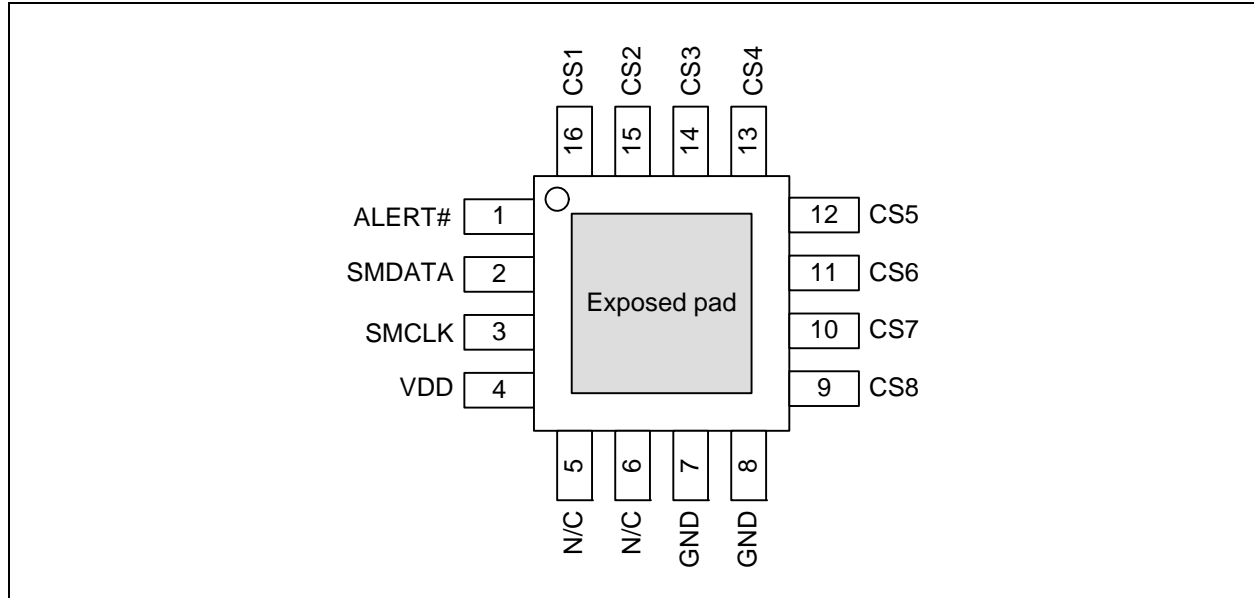 CS1 CS2 CS3 CS4
16 15 14 13
ALERT# 1
SMDATA 2
SMCLK 3
VDD 4
Exposed pad
12 CS5
11 CS6
10 CS7
9 CS8
5 6 7 8
N/C N/C GND GND